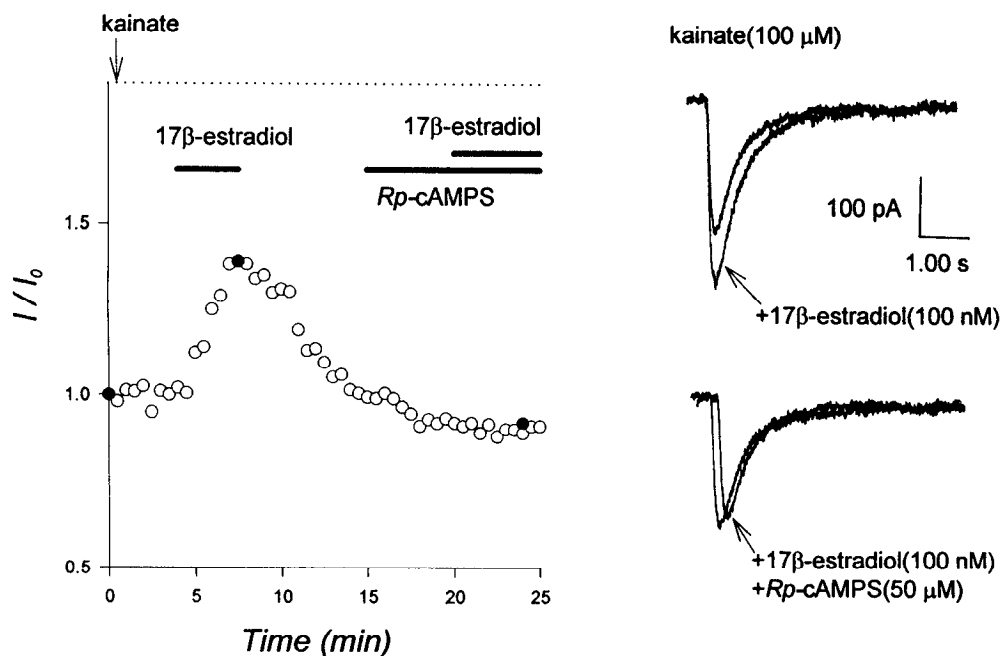 kainate
17β-estradiol
17β-estradiol
Rp-cAMPS
1.5
1.0
0.5
I / I₀
0 5 10 15 20 25
Time (min)
kainate(100 μM)
100 pA
1.00 s
+17β-estradiol(100 nM)
+17β-estradiol(100 nM)
+Rp-cAMPS(50 μM)